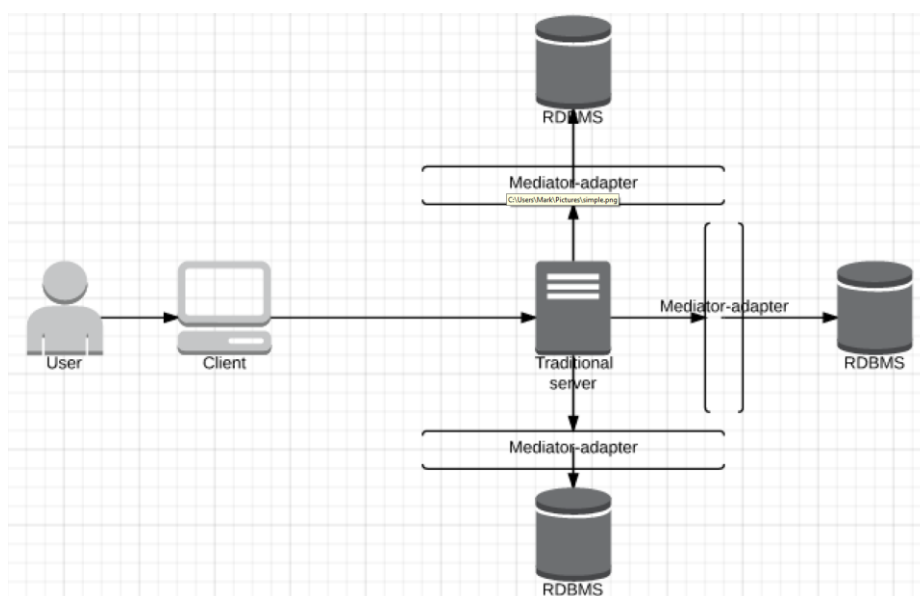 RDBMS
Mediator-adapter
C:\Users\Mark\Pictures\simple.png
Mediator-adapter
User
Client
Traditional
server
RDBMS
Mediator-adapter
RDBMS